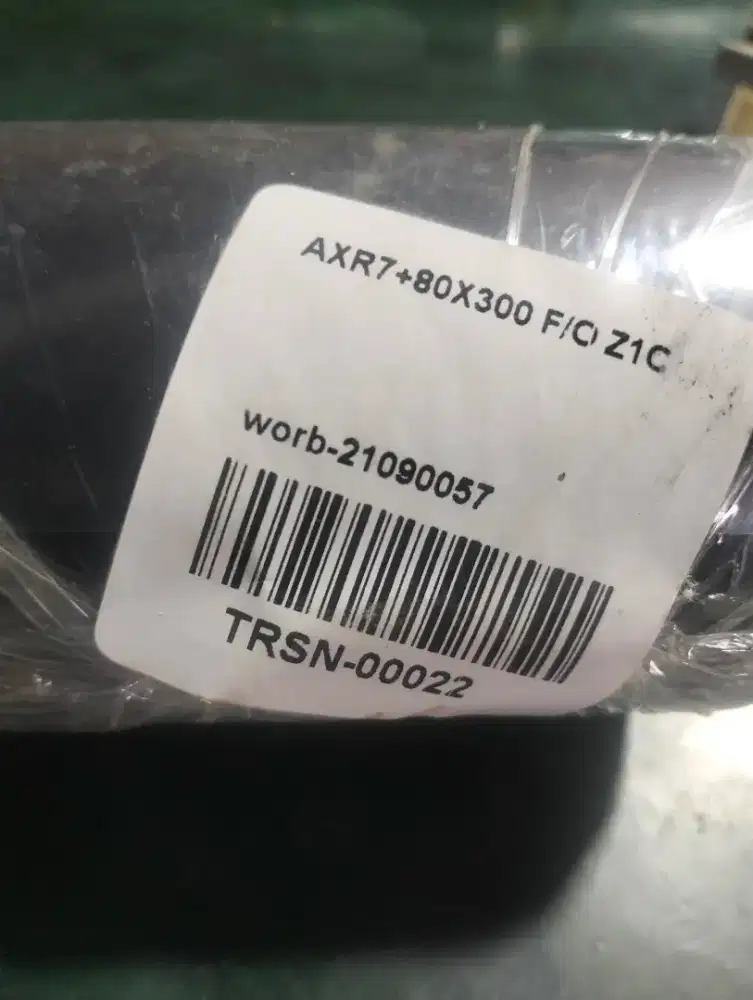 AXR7+80X300 F/O Z1C
worb-21090057
TRSN-00022